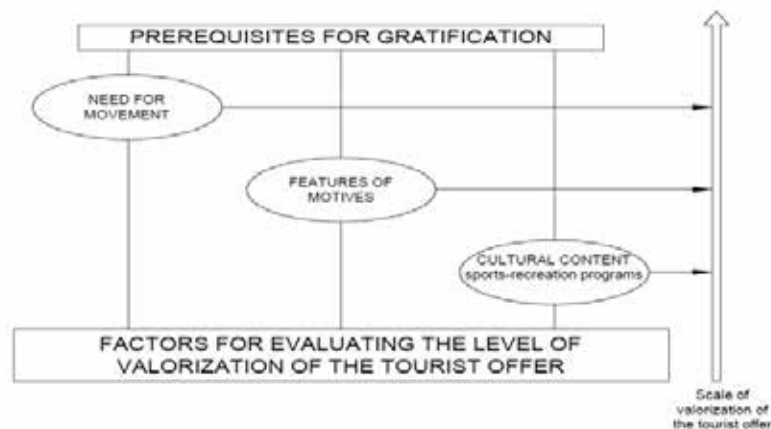 PREREQUISITES FOR GRATIFICATION
NEED FOR
MOVEMENT
FEATURES OF
MOTIVES
CULTURAL CONTENT
sports-recreation programs
FACTORS FOR EVALUATING THE LEVEL OF
VALORIZATION OF THE TOURIST OFFER
Scale of
valorization of
the tourist offer